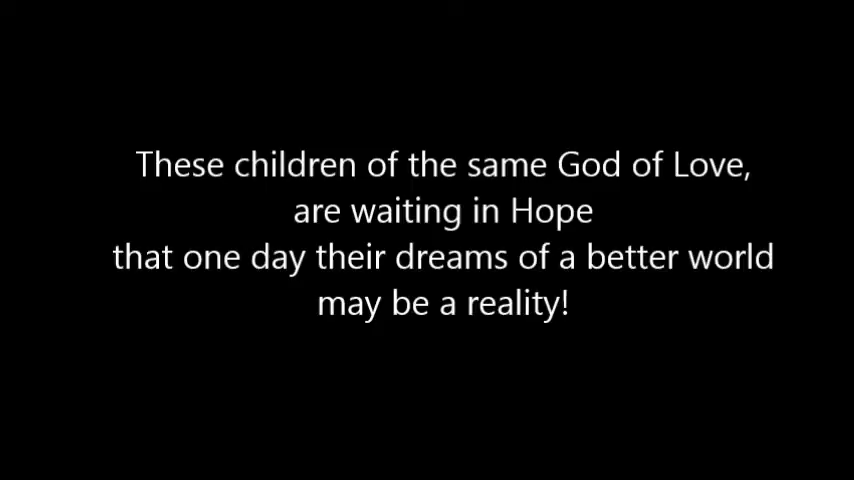 These children of the same God of Love,
are waiting in Hope
that one day their dreams of a better world
may be a reality!